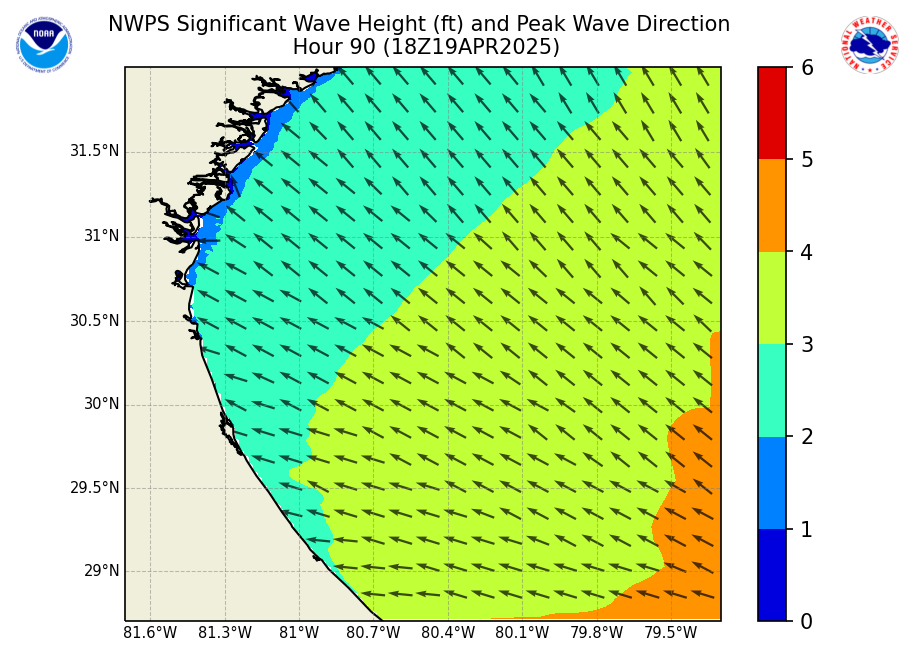 NWPS Significant Wave Height (ft) and Peak Wave Direction
Hour 90 (18Z19APR2025)
NOAA
NATIONAL WEATHER SERVICE
31.5°N
31°N
30.5°N
30°N
29.5°N
29°N
81.6°W 81.3°W 81°W 80.7°W 80.4°W 80.1°W 79.8°W 79.5°W
6
5
4
3
2
1
0